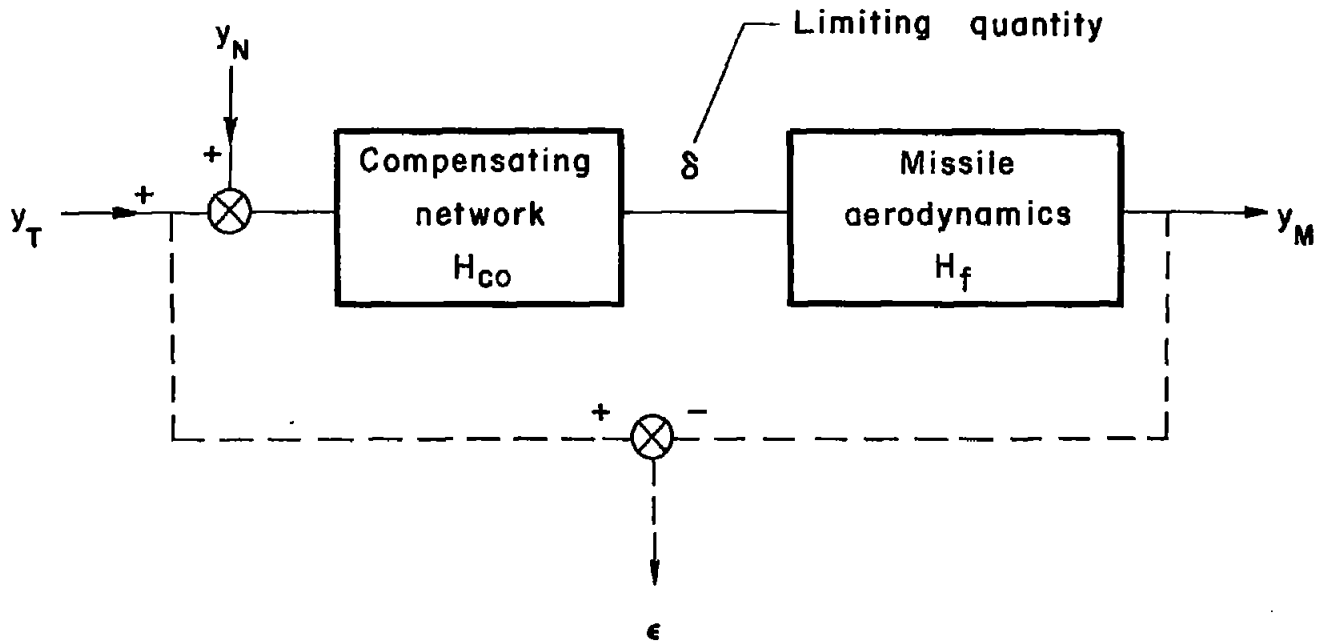 Limiting quantity
y_N
+
Compensating network H_co
δ
Missile aerodynamics H_f
+
y_T
y_M
+
−
ε